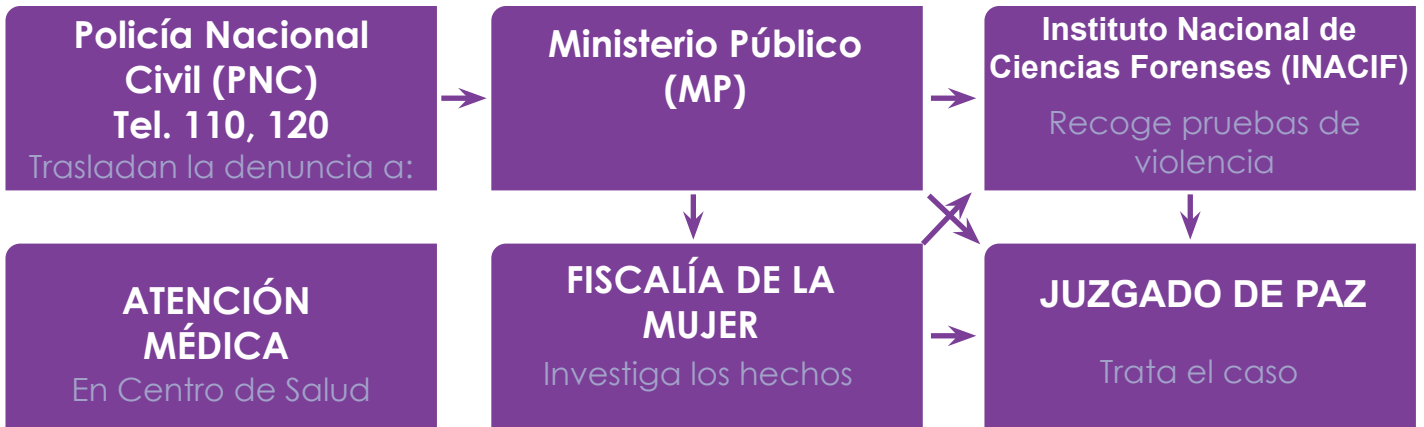 Policía Nacional
Civil (PNC)
Tel. 110, 120
Trasladan la denuncia a:
Ministerio Público
(MP)
Instituto Nacional de
Ciencias Forenses (INACIF)
Recoge pruebas de
violencia
ATENCIÓN
MÉDICA
En Centro de Salud
FISCALÍA DE LA
MUJER
Investiga los hechos
JUZGADO DE PAZ
Trata el caso